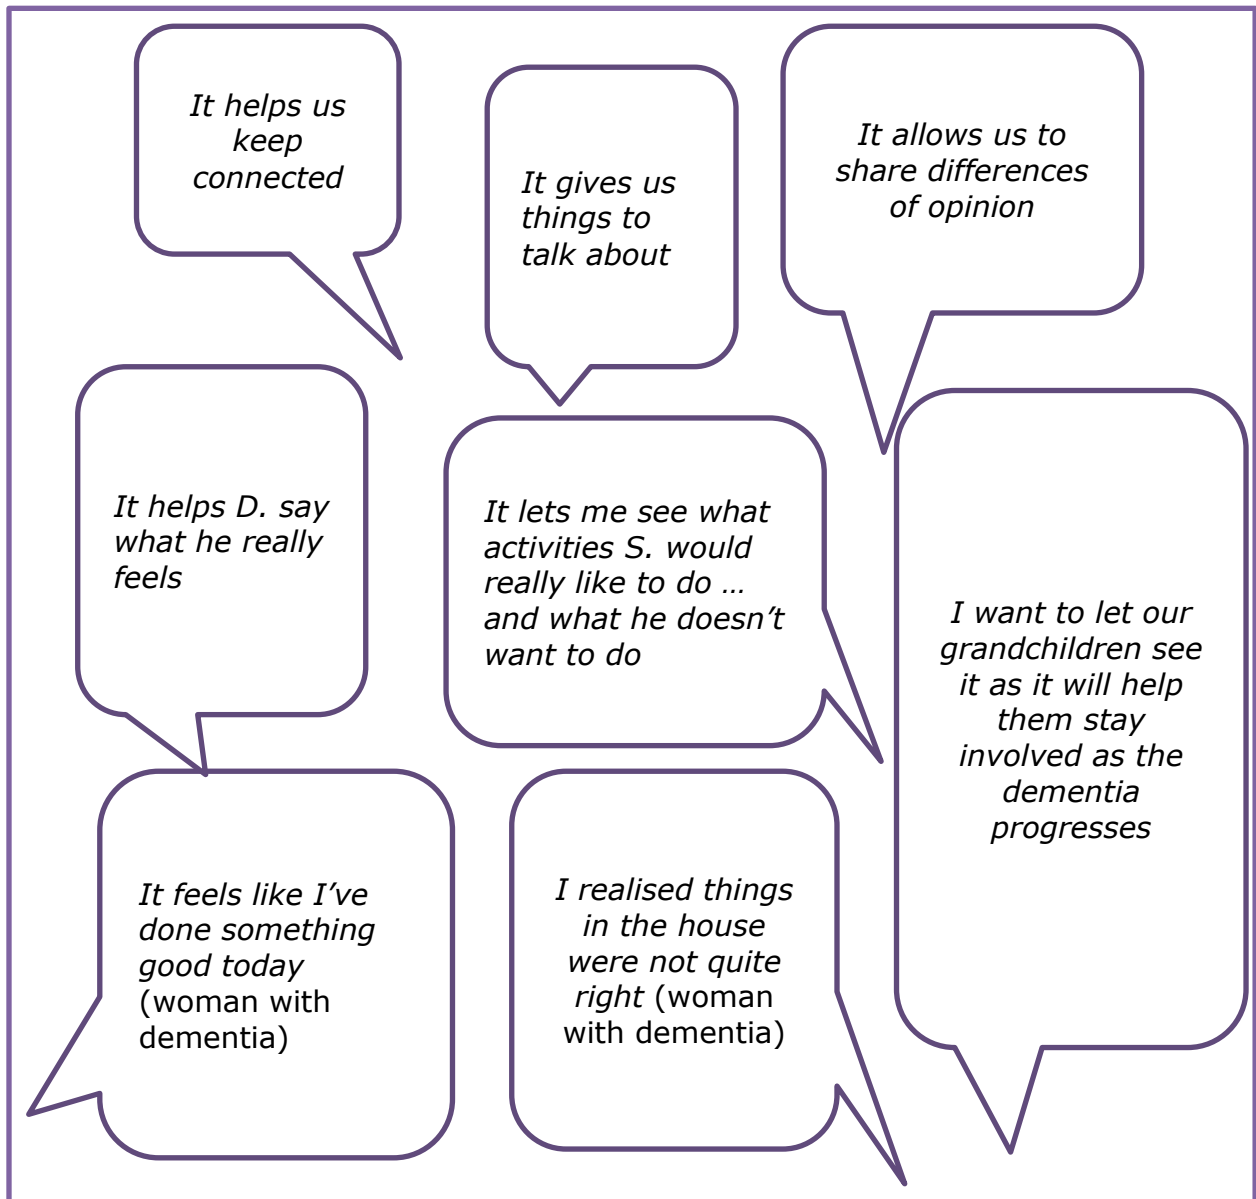 It helps us
keep
connected
It gives us
things to
talk about
It allows us to
share differences
of opinion
It helps D. say
what he really
feels
It lets me see what
activities S. would
really like to do …
and what he doesn’t
want to do
I want to let our
grandchildren see
it as it will help
them stay
involved as the
dementia
progresses
It feels like I’ve
done something
good today
(woman with
dementia)
I realised things
in the house
were not quite
right (woman
with dementia)